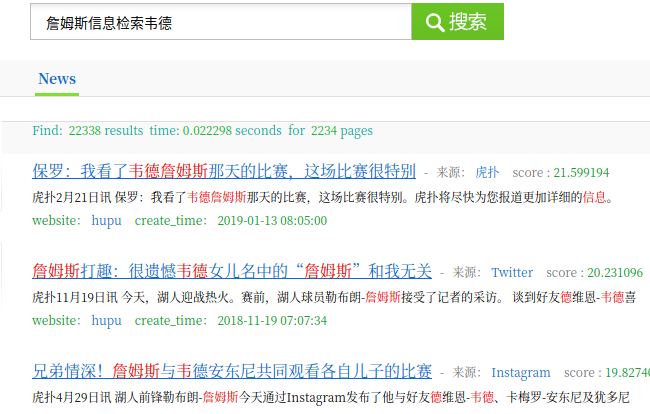 詹姆斯信息检索韦德 搜索
News
Find: 22338 results time: 0.022298 seconds for 2234 pages
保罗：我看了韦德詹姆斯那天的比赛，这场比赛很特别 - 来源: 虎扑 score : 21.599194
虎扑2月21日讯 保罗：我看了韦德詹姆斯那天的比赛，这场比赛很特别。虎扑将尽快为您报道更加详细的信息。
website: hupu create_time: 2019-01-13 08:05:00
詹姆斯打趣：很遗憾韦德女儿名中的“詹姆斯”和我无关 - 来源: Twitter score : 20.231096
虎扑11月19日讯 今天，湖人迎战热火。赛前，湖人球员勒布朗-詹姆斯接受了记者的采访。 谈到好友德维恩-韦德喜
website: hupu create_time: 2018-11-19 07:07:34
兄弟情深！詹姆斯与韦德安东尼共同观看各自儿子的比赛 - 来源: Instagram score : 19.82740
虎扑4月29日讯 湖人前锋勒布朗-詹姆斯今天通过Instagram发布了他与好友德维恩-韦德、卡梅罗-安东尼及犹多尼